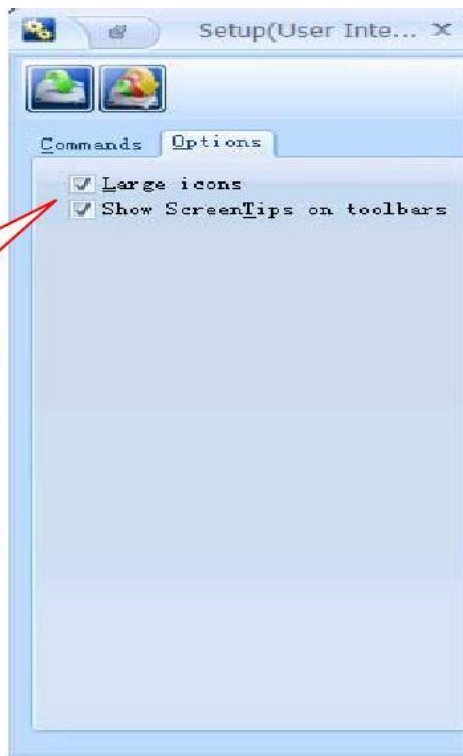 Setup(User Inte...
Commands Options
Large icons
Show ScreenTips on toolbars